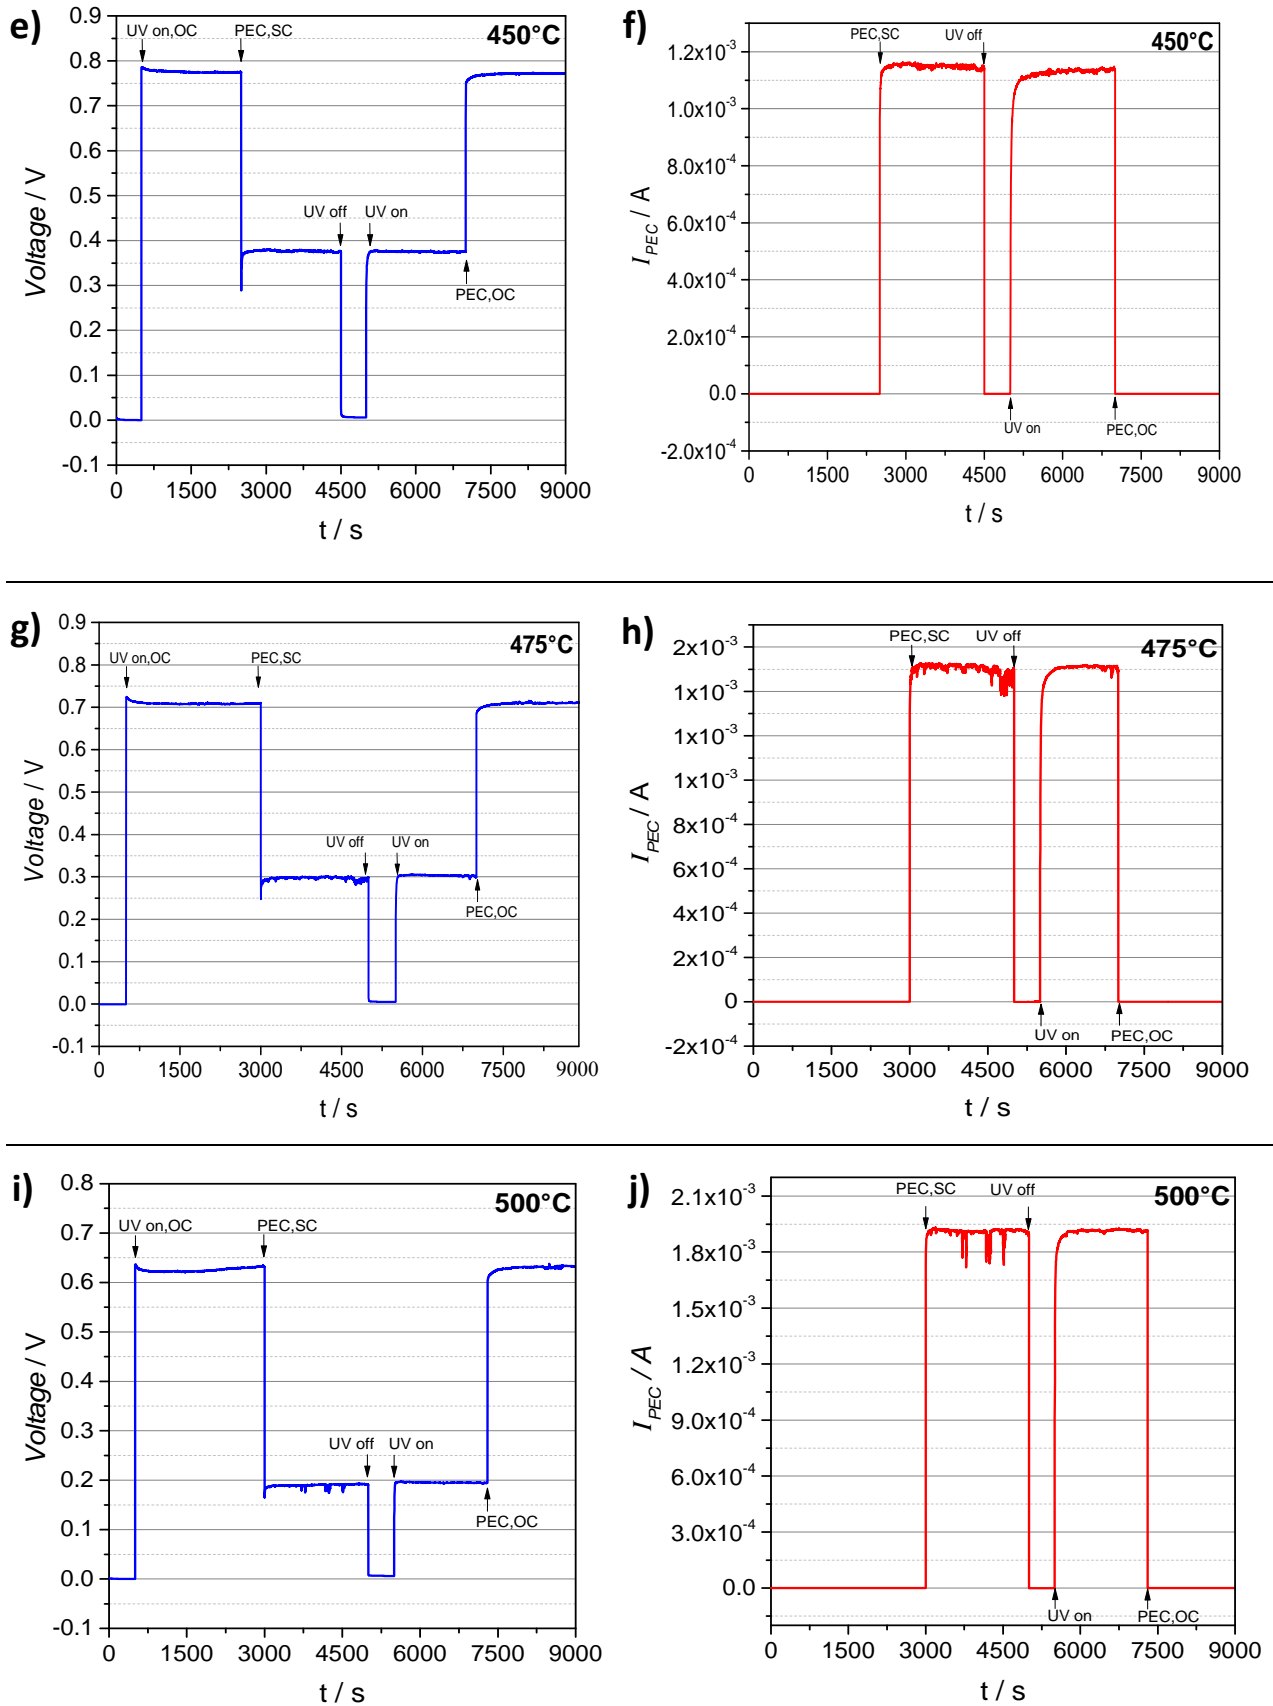 e)
450°C
UV on,OC
PEC,SC
UV off
UV on
PEC,OC
0.9
0.8
0.7
0.6
0.5
0.4
0.3
0.2
0.1
0.0
-0.1
Voltage / V
0 1500 3000 4500 6000 7500 9000
t / s
f)
450°C
PEC,SC
UV off
UV on
PEC,OC
1.2x10-3
1.0x10-3
8.0x10-4
6.0x10-4
4.0x10-4
2.0x10-4
0.0
-2.0x10-4
IPEC / A
0 1500 3000 4500 6000 7500 9000
t / s
g)
475°C
UV on,OC
PEC,SC
UV off
UV on
PEC,OC
0.9
0.8
0.7
0.6
0.5
0.4
0.3
0.2
0.1
0.0
-0.1
Voltage / V
0 1500 3000 4500 6000 7500 9000
t / s
h)
475°C
PEC,SC
UV off
UV on
PEC,OC
2x10-3
1x10-3
1x10-3
1x10-3
8x10-4
6x10-4
4x10-4
2x10-4
0
-2x10-4
IPEC / A
0 1500 3000 4500 6000 7500 9000
t / s
i)
500°C
UV on,OC
PEC,SC
UV off
UV on
PEC,OC
0.8
0.7
0.6
0.5
0.4
0.3
0.2
0.1
0.0
-0.1
Voltage / V
0 1500 3000 4500 6000 7500 9000
t / s
j)
500°C
PEC,SC
UV off
UV on
PEC,OC
2.1x10-3
1.8x10-3
1.5x10-3
1.2x10-3
9.0x10-4
6.0x10-4
3.0x10-4
0.0
IPEC / A
0 1500 3000 4500 6000 7500 9000
t / s